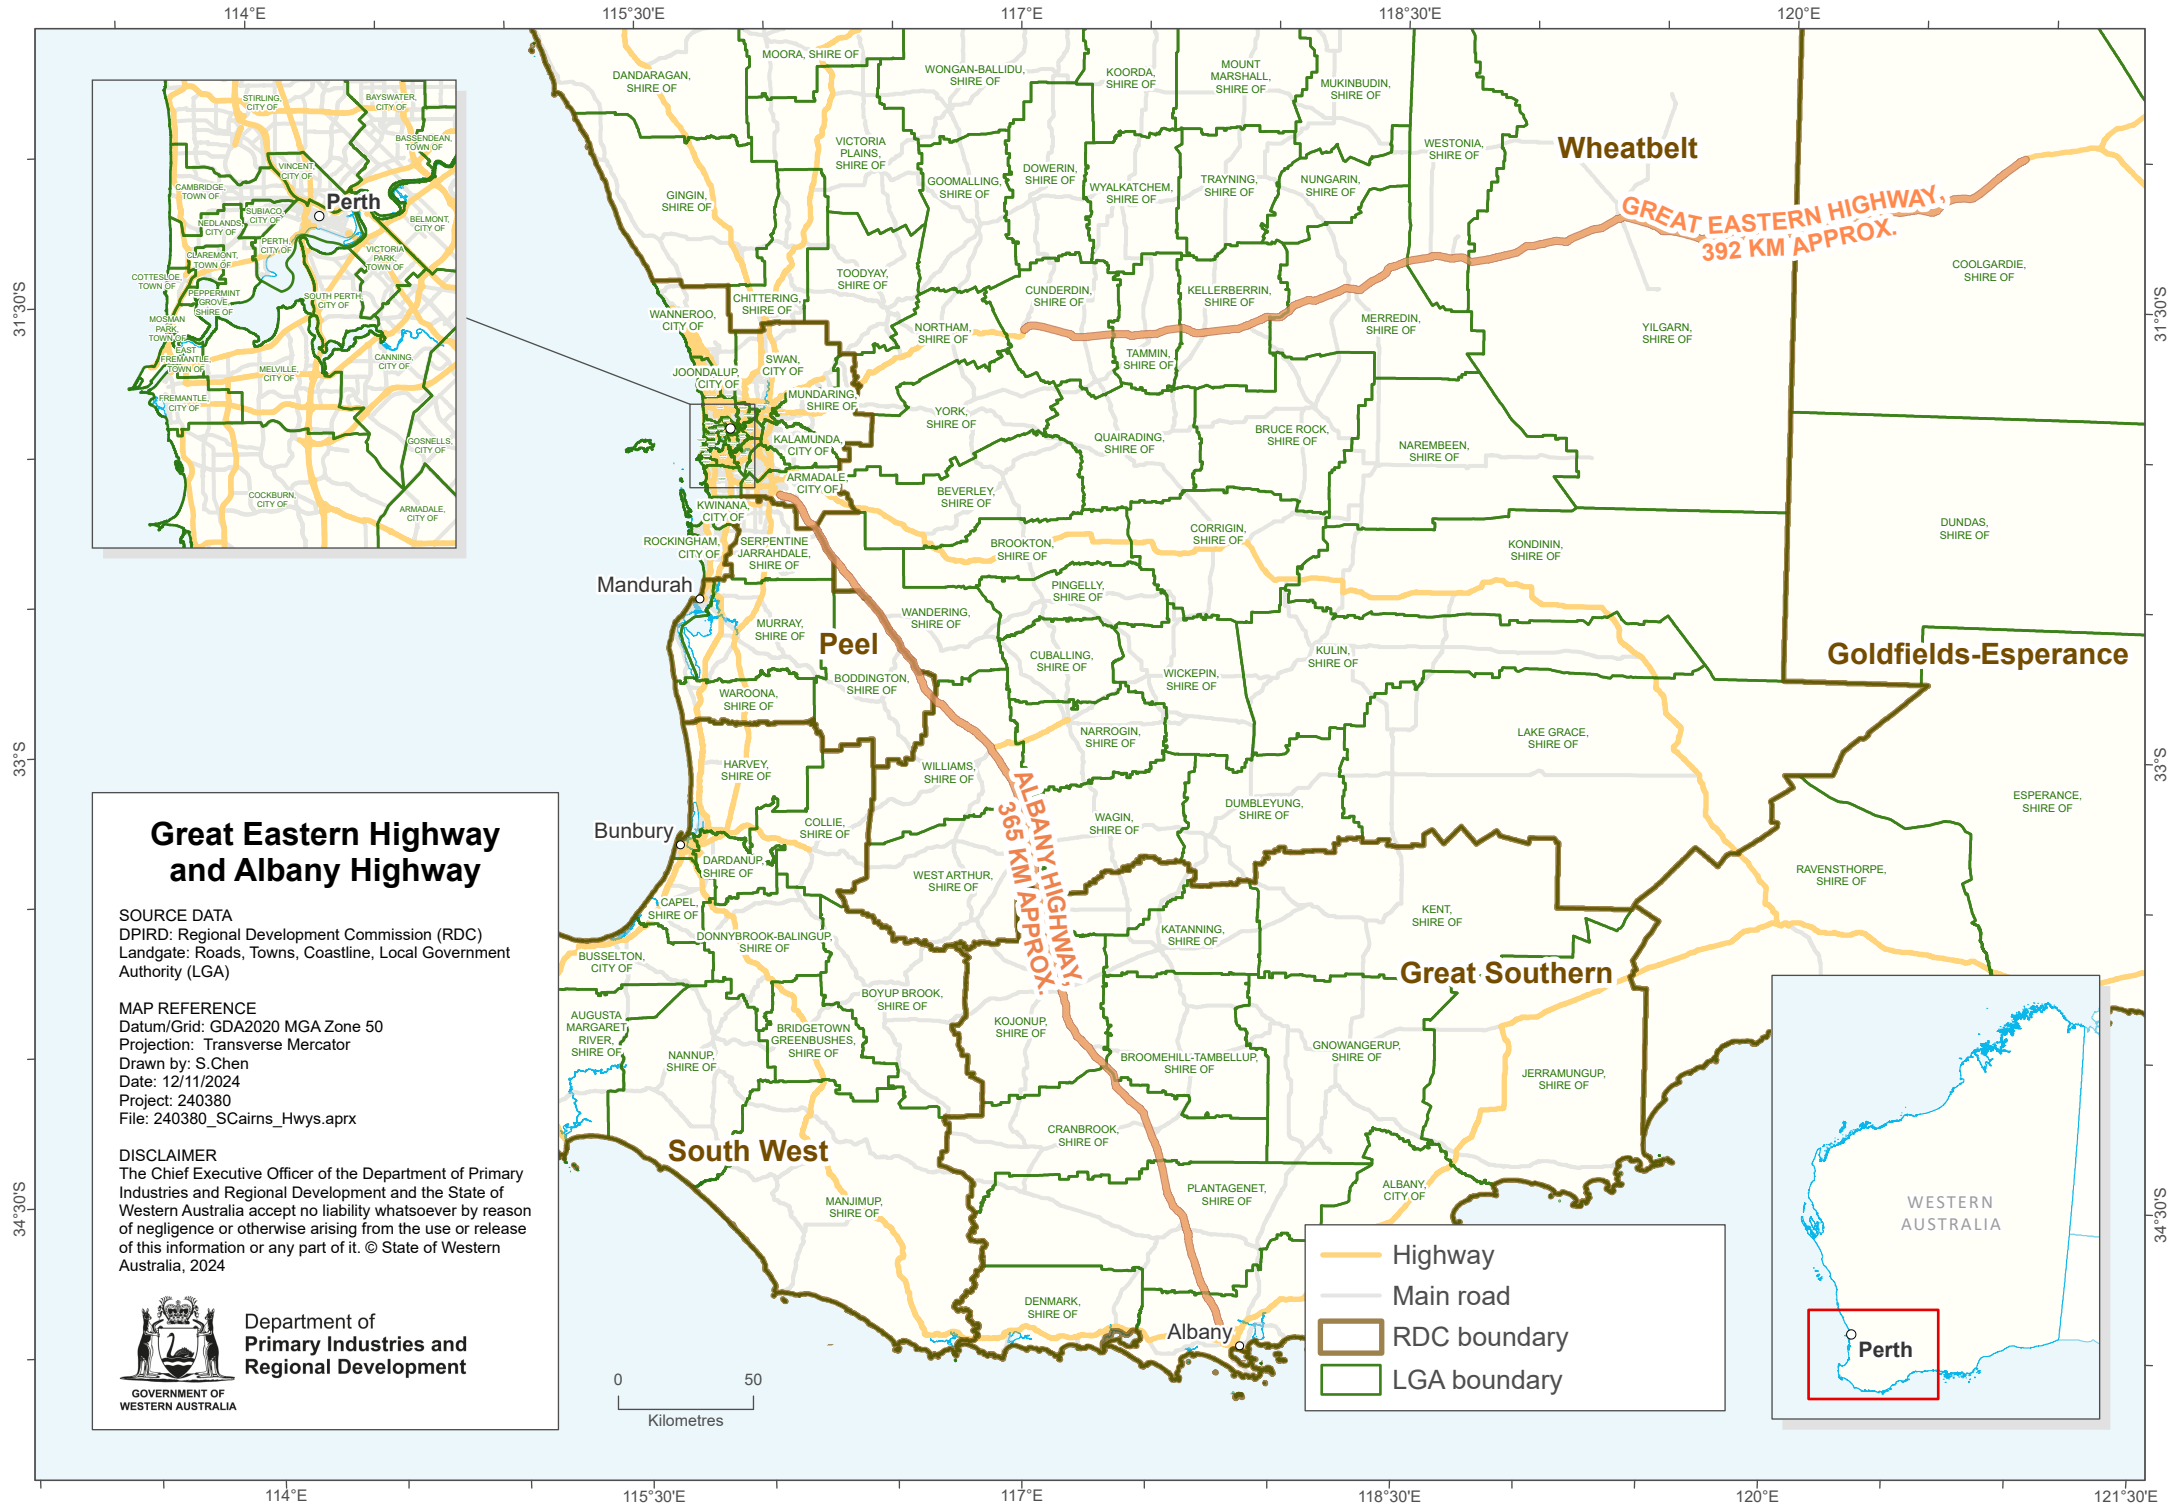 114°E
115°30'E
117°E
118°30'E
120°E
31°30'S
33°S
34°30'S
31°30'S
33°S
34°30'S
114°E
115°30'E
117°E
118°30'E
120°E
121°30'E
STIRLING,
CITY OF
BAYSWATER,
CITY OF
BASSENDEAN,
TOWN OF
VINCENT,
CITY OF
CAMBRIDGE,
TOWN OF
Perth
SUBIACO,
CITY OF
NEDLANDS,
CITY OF
BELMONT,
CITY OF
PERTH,
CITY OF
VICTORIA
PARK,
TOWN OF
CLAREMONT,
TOWN OF
COTTESLOE,
TOWN OF
PEPPERMINT
GROVE,
SHIRE OF
SOUTH PERTH,
CITY OF
MOSMAN
PARK,
TOWN OF
EAST
FREMANTLE,
TOWN OF
CANNING,
CITY OF
MELVILLE,
CITY OF
FREMANTLE,
CITY OF
GOSNELLS,
CITY OF
COCKBURN,
CITY OF
ARMADALE,
CITY OF
DANDARAGAN,
SHIRE OF
MOORA, SHIRE OF
WONGAN-BALLIDU,
SHIRE OF
KOORDA,
SHIRE OF
MOUNT
MARSHALL,
SHIRE OF
MUKINBUDIN,
SHIRE OF
WESTONIA,
SHIRE OF
Wheatbelt
VICTORIA
PLAINS,
SHIRE OF
GINGIN,
SHIRE OF
GOOMALLING,
SHIRE OF
DOWERIN,
SHIRE OF
WYALKATCHEM,
SHIRE OF
TRAYNING,
SHIRE OF
NUNGARIN,
SHIRE OF
GREAT EASTERN HIGHWAY,
392 KM APPROX.
COOLGARDIE,
SHIRE OF
CHITTERING,
SHIRE OF
TOODYAY,
SHIRE OF
CUNDERDIN,
SHIRE OF
KELLERBERRIN,
SHIRE OF
WANNEROO,
CITY OF
NORTHAM,
SHIRE OF
MERREDIN,
SHIRE OF
YILGARN,
SHIRE OF
TAMMIN,
SHIRE OF
SWAN,
CITY OF
JOONDALUP,
CITY OF
MUNDARING,
SHIRE OF
YORK,
SHIRE OF
QUAIRADING,
SHIRE OF
BRUCE ROCK,
SHIRE OF
NAREMBEEN,
SHIRE OF
KALAMUNDA,
CITY OF
ARMADALE,
CITY OF
BEVERLEY,
SHIRE OF
KWINANA,
CITY OF
CORRIGIN,
SHIRE OF
DUNDAS,
SHIRE OF
ROCKINGHAM,
CITY OF
SERPENTINE
JARRAHDALE,
SHIRE OF
BROOKTON,
SHIRE OF
KONDININ,
SHIRE OF
Mandurah
PINGELLY,
SHIRE OF
WANDERING,
SHIRE OF
MURRAY,
SHIRE OF
Peel
CUBALLING,
SHIRE OF
KULIN,
SHIRE OF
Goldfields-Esperance
WICKEPIN,
SHIRE OF
BODDINGTON,
SHIRE OF
WAROONA,
SHIRE OF
NARROGIN,
SHIRE OF
LAKE GRACE,
SHIRE OF
HARVEY,
SHIRE OF
WILLIAMS,
SHIRE OF
ALBANY HIGHWAY,
365 KM APPROX.
ESPERANCE,
SHIRE OF
DUMBLEYUNG,
SHIRE OF
WAGIN,
SHIRE OF
Bunbury
COLLIE,
SHIRE OF
DARDANUP,
SHIRE OF
WEST ARTHUR,
SHIRE OF
RAVENSTHORPE,
SHIRE OF
CAPEL,
SHIRE OF
KENT,
SHIRE OF
DONNYBROOK-BALINGUP,
SHIRE OF
KATANNING,
SHIRE OF
BUSSELTON,
CITY OF
Great Southern
BOYUP BROOK,
SHIRE OF
AUGUSTA
MARGARET
RIVER,
SHIRE OF
KOJONUP,
SHIRE OF
BRIDGETOWN
GREENBUSHES,
SHIRE OF
NANNUP,
SHIRE OF
BROOMEHILL-TAMBELLUP,
SHIRE OF
GNOWANGERUP,
SHIRE OF
JERRAMUNGUP,
SHIRE OF
CRANBROOK,
SHIRE OF
South West
PLANTAGENET,
SHIRE OF
ALBANY,
CITY OF
MANJIMUP,
SHIRE OF
DENMARK,
SHIRE OF
Albany
Great Eastern Highway
and Albany Highway
SOURCE DATA
DPIRD: Regional Development Commission (RDC)
Landgate: Roads, Towns, Coastline, Local Government
Authority (LGA)
MAP REFERENCE
Datum/Grid: GDA2020 MGA Zone 50
Projection: Transverse Mercator
Drawn by: S.Chen
Date: 12/11/2024
Project: 240380
File: 240380_SCairns_Hwys.aprx
DISCLAIMER
The Chief Executive Officer of the Department of Primary
Industries and Regional Development and the State of
Western Australia accept no liability whatsoever by reason
of negligence or otherwise arising from the use or release
of this information or any part of it. © State of Western
Australia, 2024
GOVERNMENT OF
WESTERN AUSTRALIA
Department of
Primary Industries and
Regional Development
0 50
Kilometres
Highway
Main road
RDC boundary
LGA boundary
WESTERN
AUSTRALIA
Perth